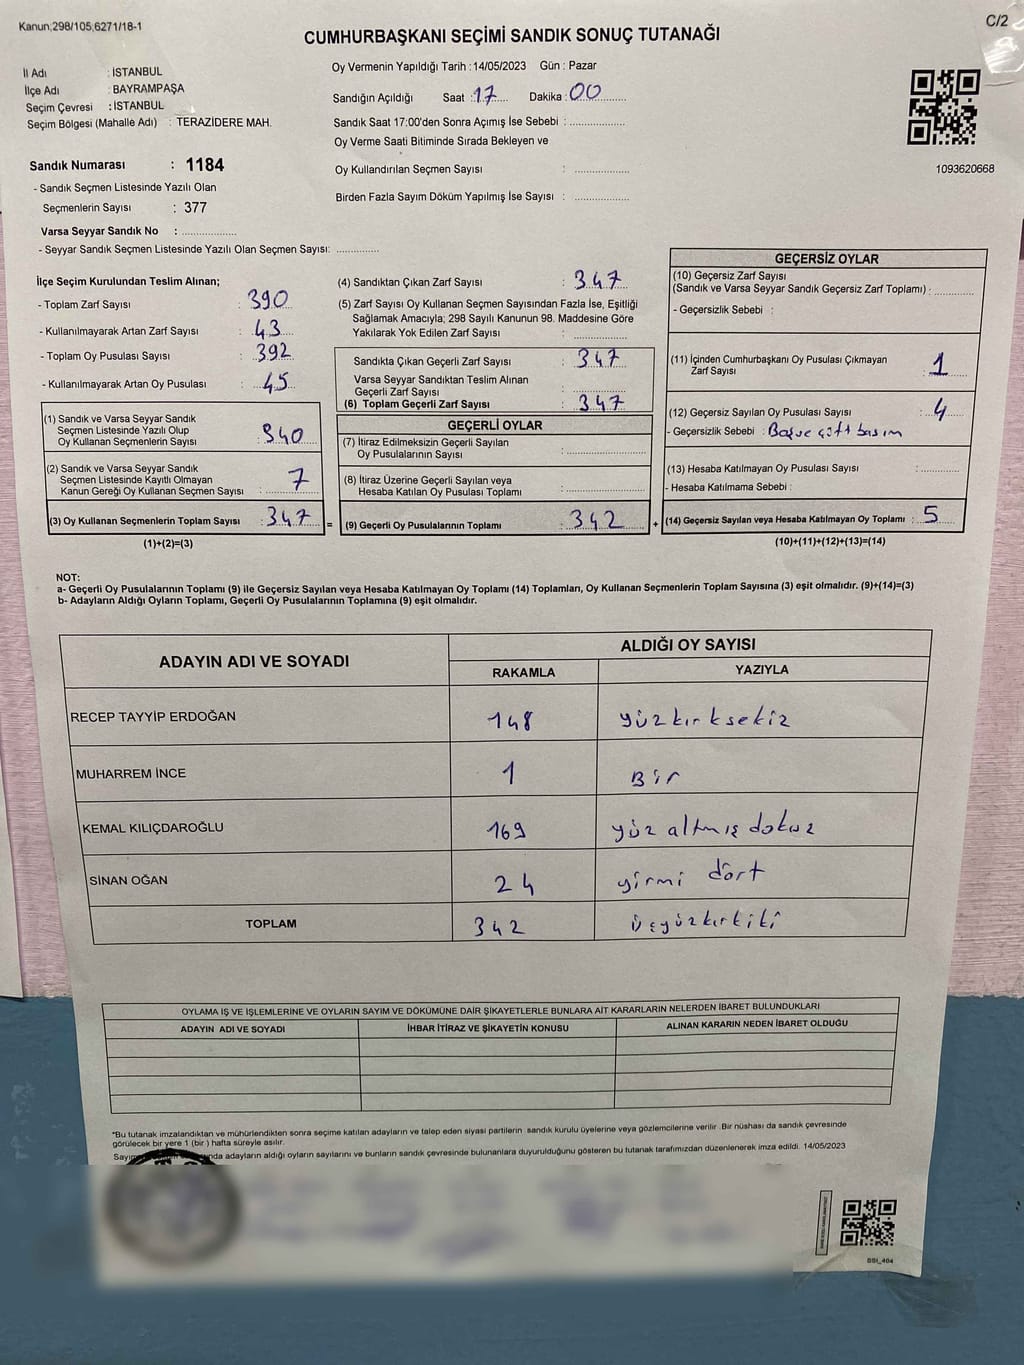 Kanun;298/105;6271/18-1
C/2
CUMHURBAŞKANI SEÇİMİ SANDIK SONUÇ TUTANAĞI
İl Adı : İSTANBUL
İlçe Adı : BAYRAMPAŞA
Seçim Çevresi : İSTANBUL
Seçim Bölgesi (Mahalle Adı) : TERAZİDERE MAH.
Oy Vermenin Yapıldığı Tarih : 14/05/2023 Gün : Pazar
Sandığın Açıldığı Saat : 17 Dakika : 00
Sandık Saat 17:00'den Sonra Açımış İse Sebebi :
Oy Verme Saati Bitiminde Sırada Bekleyen ve
Oy Kullandırılan Seçmen Sayısı :
Birden Fazla Sayım Döküm Yapılmış İse Sayısı :
1093620668
Sandık Numarası : 1184
- Sandık Seçmen Listesinde Yazılı Olan
Seçmenlerin Sayısı : 377
Varsa Seyyar Sandık No :
- Seyyar Sandık Seçmen Listesinde Yazılı Olan Seçmen Sayısı:
İlçe Seçim Kurulundan Teslim Alınan;
- Toplam Zarf Sayısı : 390
- Kullanılmayarak Artan Zarf Sayısı : 43
- Toplam Oy Pusulası Sayısı : 392
- Kullanılmayarak Artan Oy Pusulası : 45
(1) Sandık ve Varsa Seyyar Sandık
Seçmen Listesinde Yazılı Olup
Oy Kullanan Seçmenlerin Sayısı : 340
(2) Sandık ve Varsa Seyyar Sandık
Seçmen Listesinde Kayıtlı Olmayan
Kanun Gereği Oy Kullanan Seçmen Sayısı : 7
(3) Oy Kullanan Seçmenlerin Toplam Sayısı : 347
(1)+(2)=(3)
(4) Sandıktan Çıkan Zarf Sayısı : 347
(5) Zarf Sayısı Oy Kullanan Seçmen Sayısından Fazla İse, Eşitliği
Sağlamak Amacıyla; 298 Sayılı Kanunun 98. Maddesine Göre
Yakılarak Yok Edilen Zarf Sayısı :
Sandıkta Çıkan Geçerli Zarf Sayısı : 347
Varsa Seyyar Sandıktan Teslim Alınan
Geçerli Zarf Sayısı :
(6) Toplam Geçerli Zarf Sayısı : 347
GEÇERLİ OYLAR
(7) İtiraz Edilmeksizin Geçerli Sayılan
Oy Pusulalarının Sayısı :
(8) İtiraz Üzerine Geçerli Sayılan veya
Hesaba Katılan Oy Pusulası Toplamı :
= (9) Geçerli Oy Pusulalarının Toplamı : 342 +
GEÇERSİZ OYLAR
(10) Geçersiz Zarf Sayısı
(Sandık ve Varsa Seyyar Sandık Geçersiz Zarf Toplamı) :
- Geçersizlik Sebebi :
(11) İçinden Cumhurbaşkanı Oy Pusulası Çıkmayan
Zarf Sayısı : 1
(12) Geçersiz Sayılan Oy Pusulası Sayısı : 4
- Geçersizlik Sebebi : Boş ve çift basım
(13) Hesaba Katılmayan Oy Pusulası Sayısı :
- Hesaba Katılmama Sebebi :
(14) Geçersiz Sayılan veya Hesaba Katılmayan Oy Toplamı : 5
(10)+(11)+(12)+(13)=(14)
NOT:
a- Geçerli Oy Pusulalarının Toplamı (9) ile Geçersiz Sayılan veya Hesaba Katılmayan Oy Toplamı (14) Toplamları, Oy Kullanan Seçmenlerin Toplam Sayısına (3) eşit olmalıdır. (9)+(14)=(3)
b- Adayların Aldığı Oyların Toplamı, Geçerli Oy Pusulalarının Toplamına (9) eşit olmalıdır.
ADAYIN ADI VE SOYADI
ALDIĞI OY SAYISI
RAKAMLA YAZIYLA
RECEP TAYYİP ERDOĞAN 148 yüzkırksekiz
MUHARREM İNCE 1 Bir
KEMAL KILIÇDAROĞLU 169 yüz altmış dokuz
SİNAN OĞAN 24 yirmi dört
TOPLAM 342 üçyüzkırkiki
OYLAMA İŞ VE İŞLEMLERİNE VE OYLARIN SAYIM VE DÖKÜMÜNE DAİR ŞİKAYETLERLE BUNLARA AİT KARARLARIN NELERDEN İBARET BULUNDUKLARI
ADAYIN ADI VE SOYADI İHBAR İTİRAZ VE ŞİKAYETİN KONUSU ALINAN KARARIN NEDEN İBARET OLDUĞU
*Bu tutanak imzalandıktan ve mühürlendikten sonra seçime katılan adayların ve talep eden siyasi partilerin sandık kurulu üyelerine veya gözlemcilerine verilir. Bir nüshası da sandık çevresinde
görülecek bir yere 1 (bir) hafta süreyle asılır.
adayların aldığı oyların sayılarını ve bunların sandık çevresinde bulunanlara duyurulduğunu gösteren bu tutanak tarafımızdan düzenlenerek imza edildi. 14/05/2023